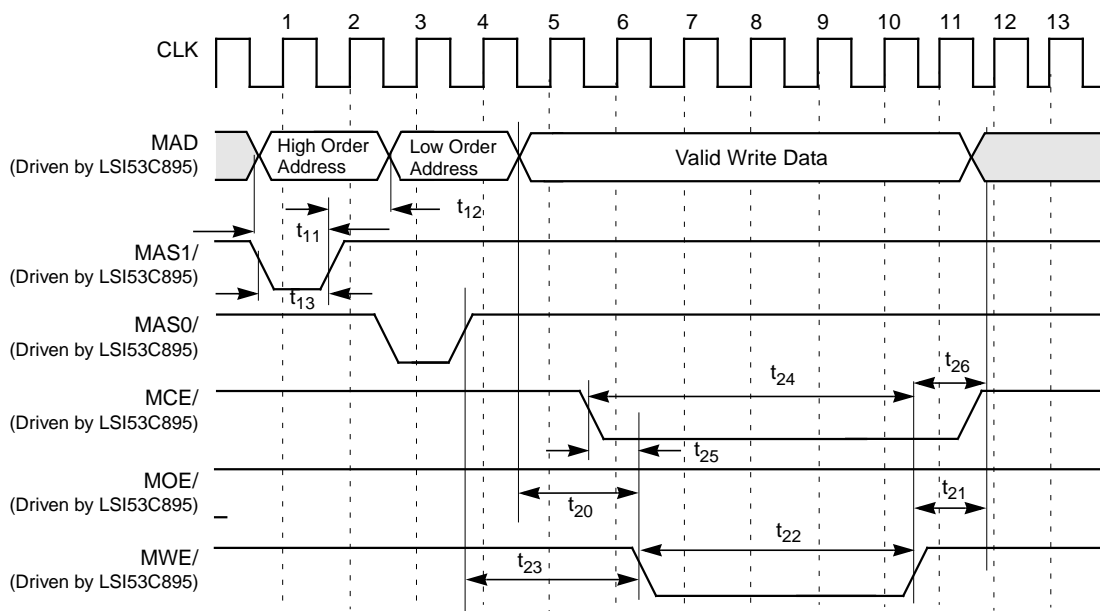 1 2 3 4 5 6 7 8 9 10 11 12 13
CLK
MAD
(Driven by LSI53C895)
High Order
Address
Low Order
Address
Valid Write Data
t12
t11
MAS1/
(Driven by LSI53C895)
t13
MAS0/
(Driven by LSI53C895)
t24
t26
MCE/
(Driven by LSI53C895)
t25
MOE/
(Driven by LSI53C895)
t20
t21
t22
MWE/
(Driven by LSI53C895)
t23